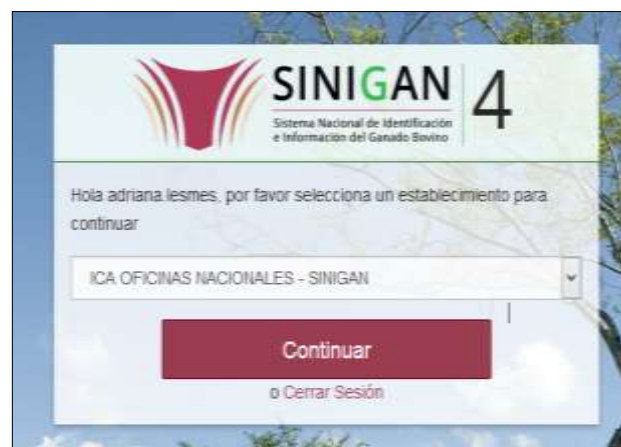 SINIGAN 4
Sistema Nacional de Identificación
e Información del Ganado Bovino
Hola adriana.lesmes, por favor selecciona un establecimiento para
continuar
ICA OFICINAS NACIONALES - SINIGAN
Continuar
o Cerrar Sesión